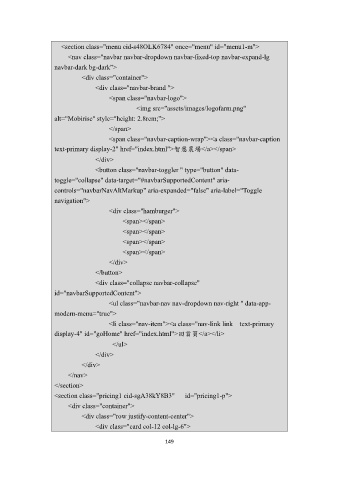 <section class="menu cid-s48OLK6784" once="menu" id="menu1-m">
<nav class="navbar navbar-dropdown navbar-fixed-top navbar-expand-lg
navbar-dark bg-dark">
<div class="container">
<div class="navbar-brand ">
<span class="navbar-logo">
<img src="assets/images/logofarm.png"
alt="Mobirise" style="height: 2.8rem;">
</span>
<span class="navbar-caption-wrap"><a class="navbar-caption
text-primary display-2" href="index.html">智慧農場</a></span>
</div>
<button class="navbar-toggler " type="button" data-
toggle="collapse" data-target="#navbarSupportedContent" aria-
controls="navbarNavAltMarkup" aria-expanded="false" aria-label="Toggle
navigation">
<div class="hamburger">
<span></span>
<span></span>
<span></span>
<span></span>
</div>
</button>
<div class="collapse navbar-collapse"
id="navbarSupportedContent">
<ul class="navbar-nav nav-dropdown nav-right " data-app-
modern-menu="true">
<li class="nav-item"><a class="nav-link link text-primary
display-4" id="goHome" href="index.html">回首頁</a></li>
</ul>
</div>
</div>
</nav>
</section>
<section class="pricing1 cid-sgA38kY8B3" id="pricing1-p">
<div class="container">
<div class="row justify-content-center">
<div class="card col-12 col-lg-6">
149